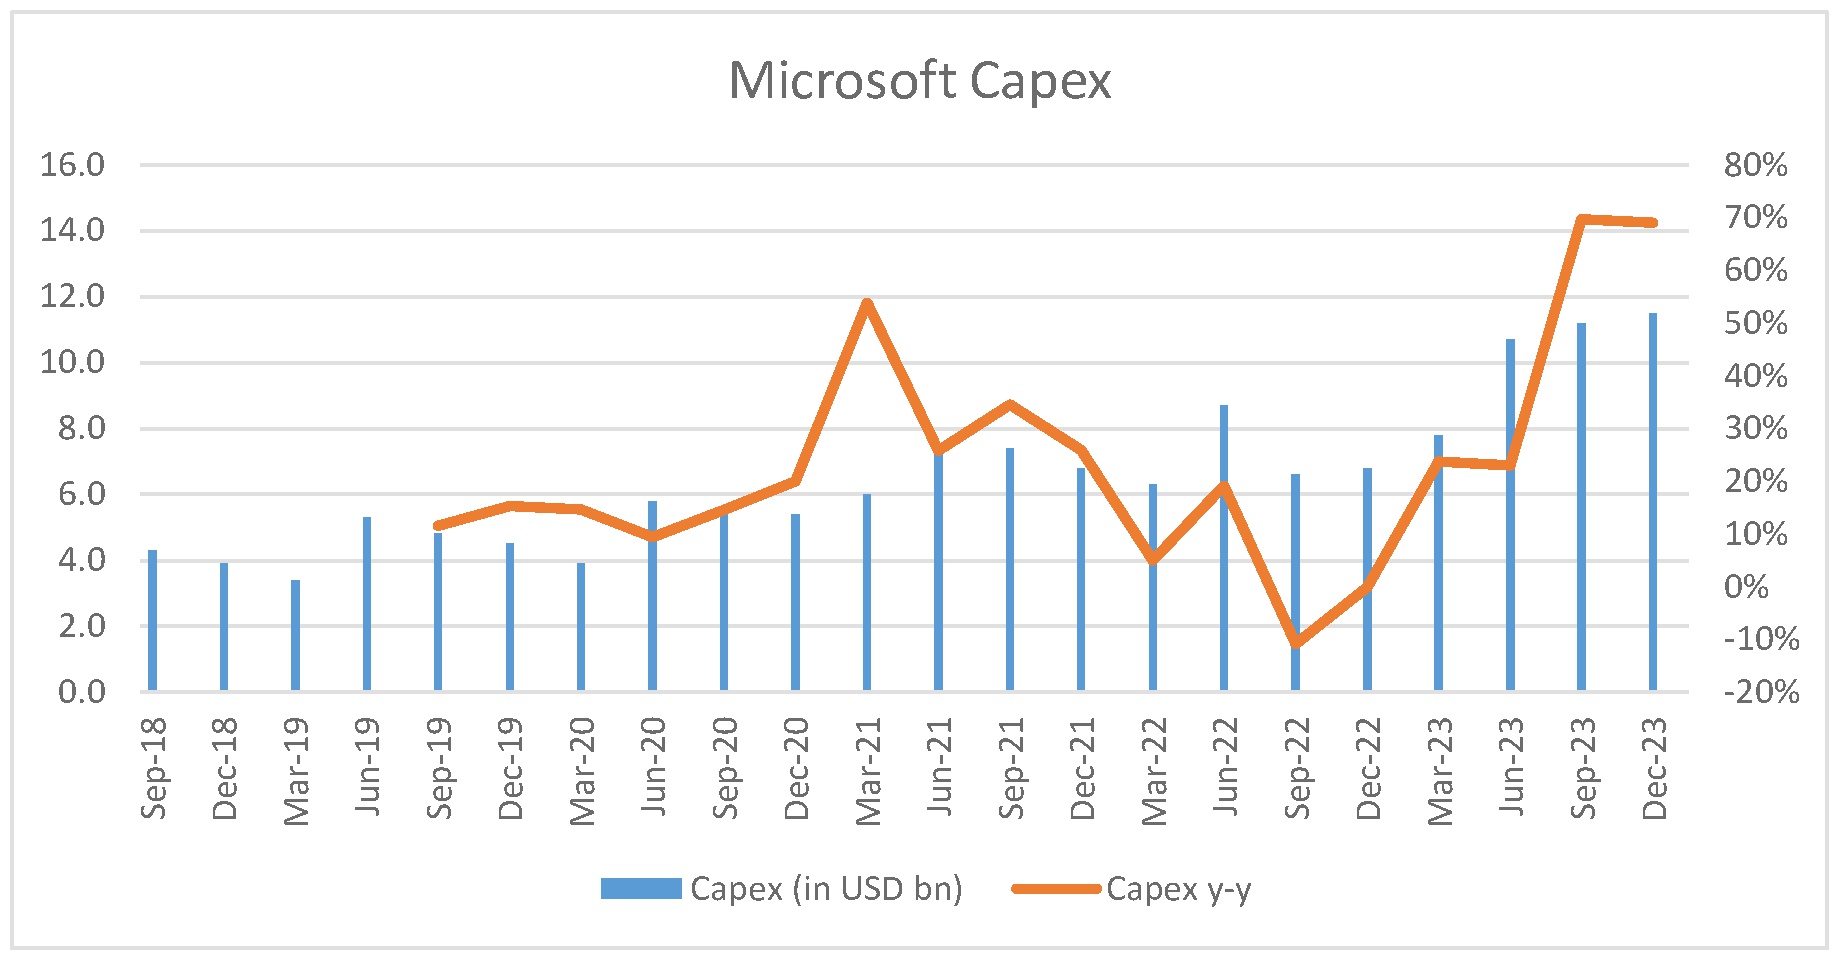 Microsoft Capex
16.0
14.0
12.0
10.0
8.0
6.0
4.0
2.0
0.0
80%
70%
60%
50%
40%
30%
20%
10%
0%
-10%
-20%
Sep-18
Dec-18
Mar-19
Jun-19
Sep-19
Dec-19
Mar-20
Jun-20
Sep-20
Dec-20
Mar-21
Jun-21
Sep-21
Dec-21
Mar-22
Jun-22
Sep-22
Dec-22
Mar-23
Jun-23
Sep-23
Dec-23
Capex (in USD bn)
Capex y-y